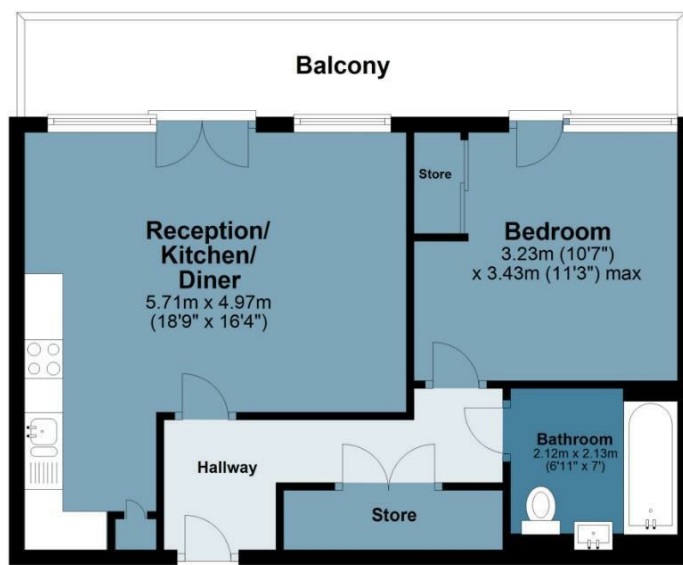 Balcony
Reception/
Kitchen/
Diner
5.71m x 4.97m
(18'9" x 16'4")
Store
Bedroom
3.23m (10'7")
x 3.43m (11'3") max
Hallway
Bathroom
2.12m x 2.13m
(6'11" x 7')
Store